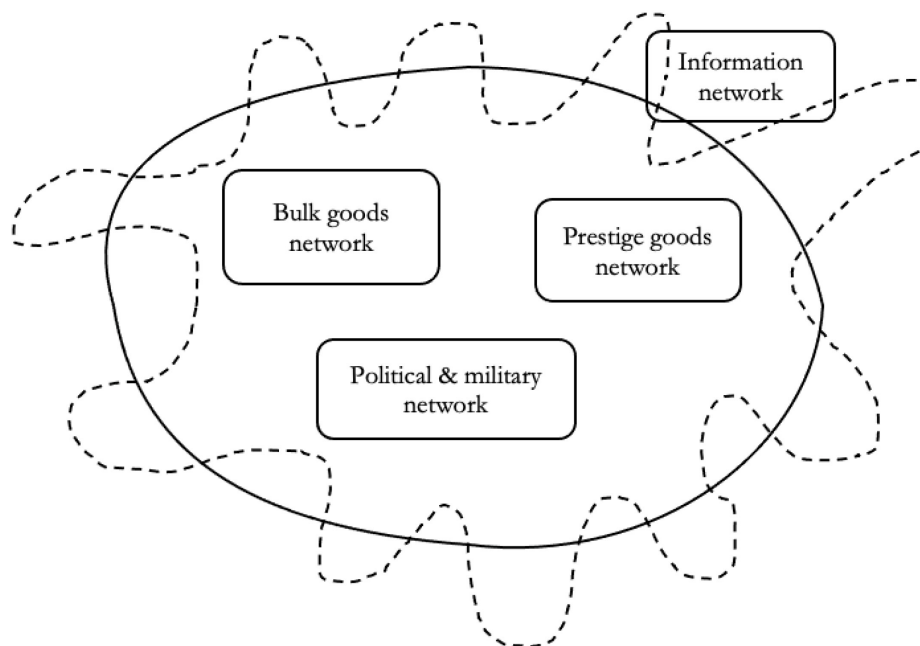 Information
network
Bulk goods
network
Prestige goods
network
Political & military
network